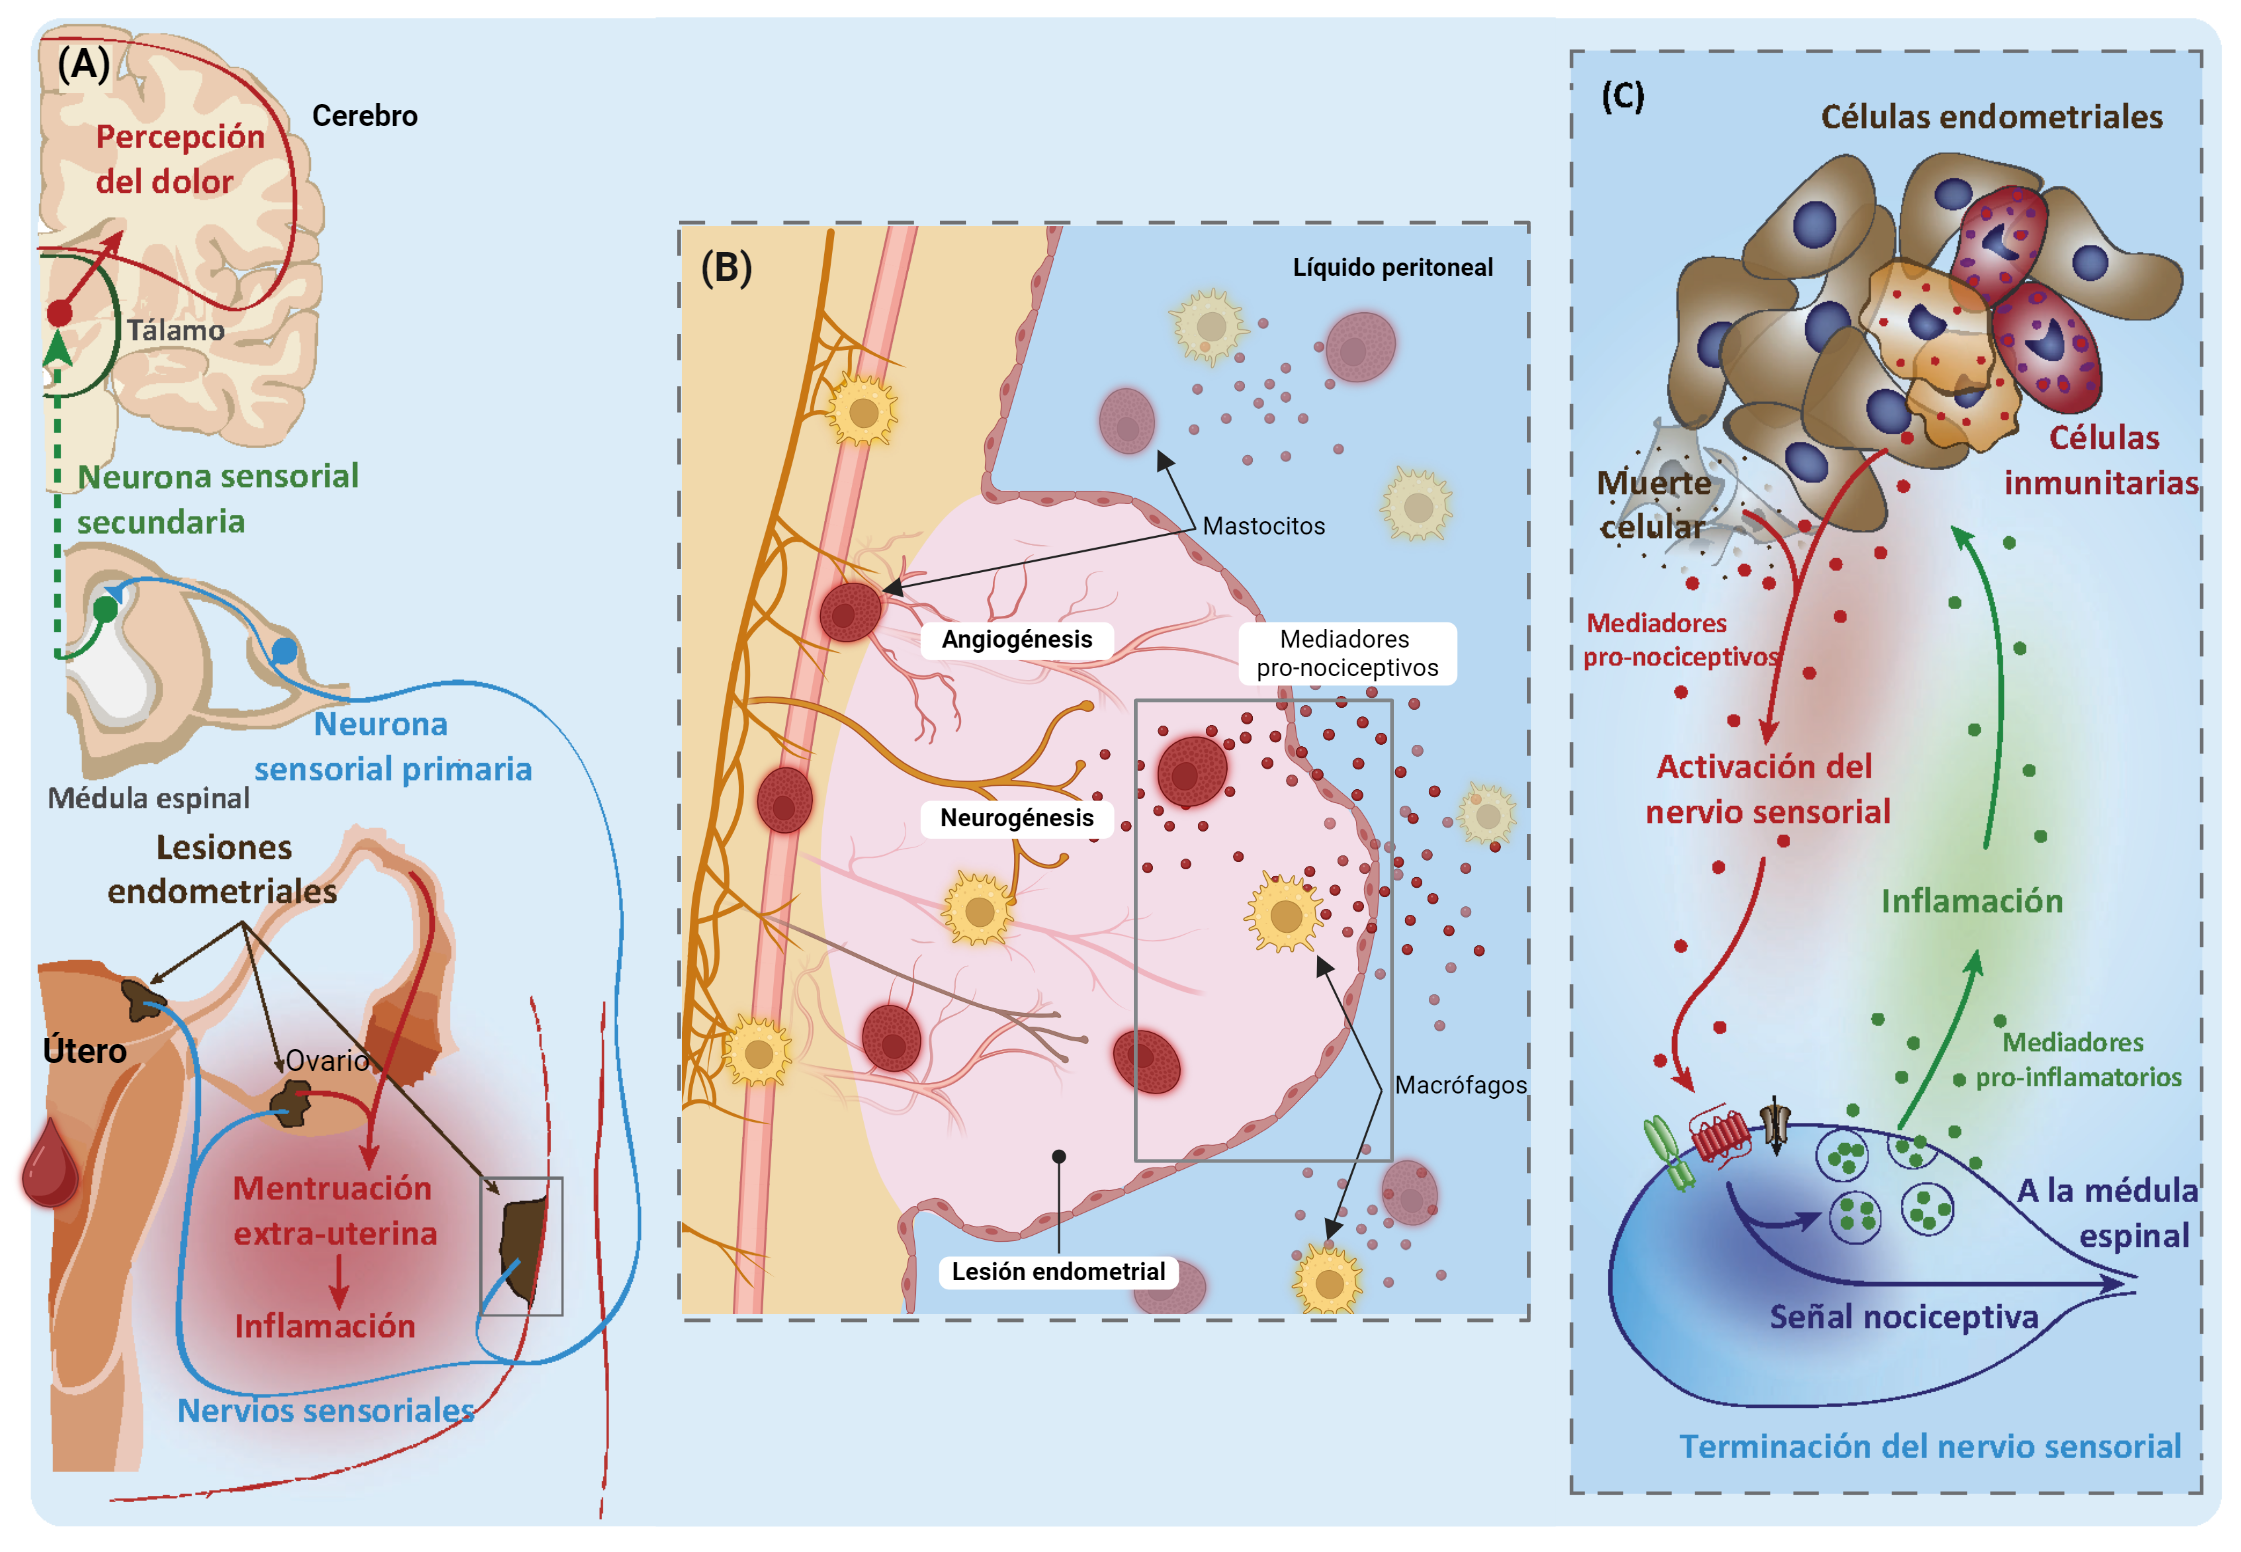 (A)
Cerebro
Percepción
del dolor
Tálamo
Neurona sensorial
secundaria
Neurona
sensorial primaria
Médula espinal
Lesiones
endometriales
Útero
Ovario
Mentruación
extra-uterina
Inflamación
Nervios sensoriales
(B)
Líquido peritoneal
Mastocitos
Angiogénesis
Mediadores
pro-nociceptivos
Neurogénesis
Macrófagos
Lesión endometrial
(C)
Células endometriales
Células
inmunitarias
Muerte
celular
Mediadores
pro-nociceptivos
Activación del
nervio sensorial
Inflamación
Mediadores
pro-inflamatorios
A la médula
espinal
Señal nociceptiva
Terminación del nervio sensorial